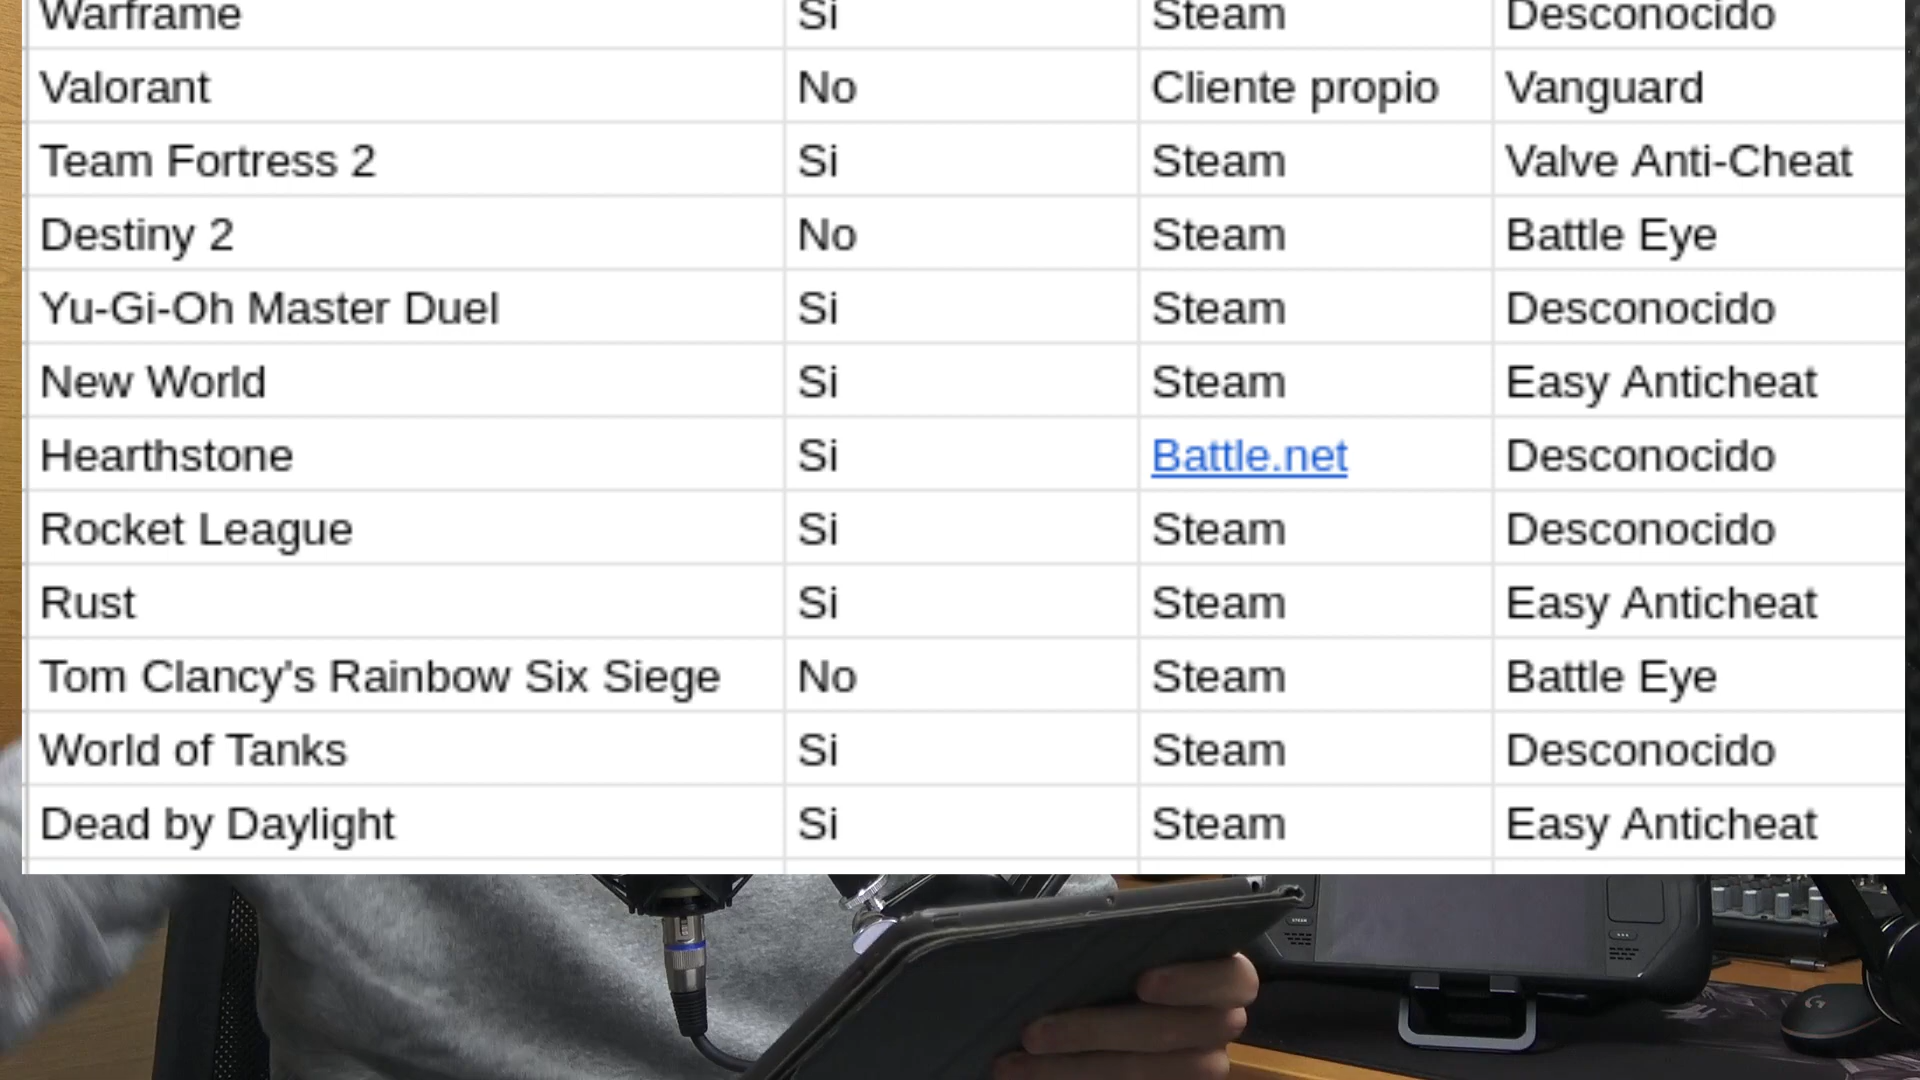 Warframe Si Steam Desconocido
Valorant No Cliente propio Vanguard
Team Fortress 2 Si Steam Valve Anti-Cheat
Destiny 2 No Steam Battle Eye
Yu-Gi-Oh Master Duel Si Steam Desconocido
New World Si Steam Easy Anticheat
Hearthstone Si Battle.net Desconocido
Rocket League Si Steam Desconocido
Rust Si Steam Easy Anticheat
Tom Clancy's Rainbow Six Siege No Steam Battle Eye
World of Tanks Si Steam Desconocido
Dead by Daylight Si Steam Easy Anticheat
STEAM